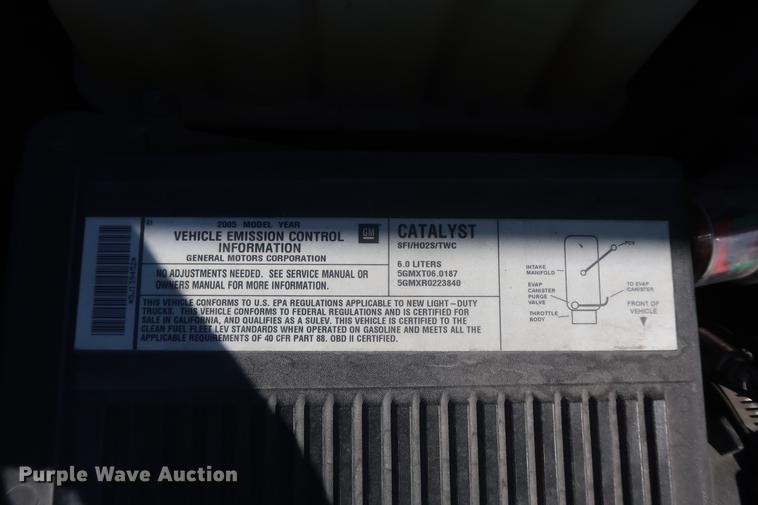 2005 MODEL YEAR
VEHICLE EMISSION CONTROL
INFORMATION
GENERAL MOTORS CORPORATION
GM
NO ADJUSTMENTS NEEDED. SEE SERVICE MANUAL OR
OWNERS MANUAL FOR MORE INFORMATION.
CATALYST
SFI/HO2S/TWC
6.0 LITERS
5GMXT06.0187
5GMXR0223840
THIS VEHICLE CONFORMS TO U.S. EPA REGULATIONS APPLICABLE TO NEW LIGHT-DUTY
TRUCKS. THIS VEHICLE CONFORMS TO FEDERAL REGULATIONS AND IS CERTIFIED FOR
SALE IN CALIFORNIA, AND QUALIFIES AS A SULEV. THIS VEHICLE IS CERTIFIED TO THE
CLEAN FUEL FLEET LEV STANDARDS WHEN OPERATED ON GASOLINE AND MEETS ALL THE
APPLICABLE REQUIREMENTS OF 40 CFR PART 88. OBD II CERTIFIED.
PCV
INTAKE
MANIFOLD
EVAP
CANISTER
PURGE
VALVE
TO EVAP
CANISTER
THROTTLE
BODY
FRONT OF
VEHICLE
Purple Wave Auction